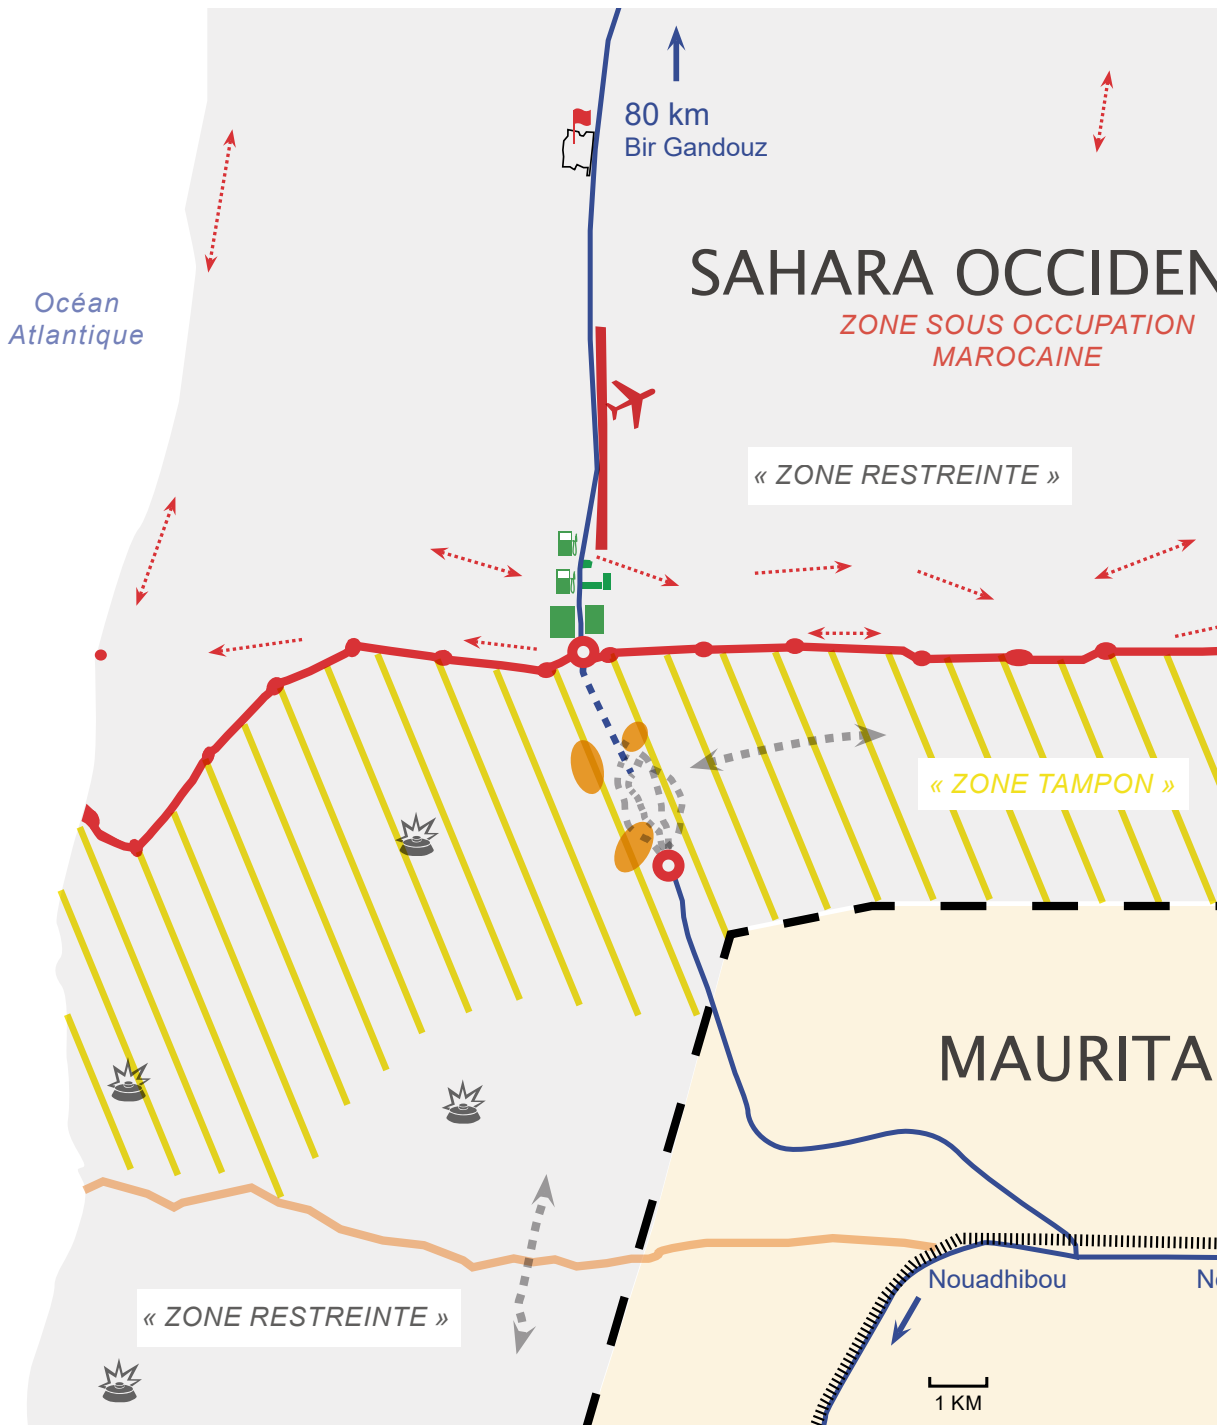 80 km
Bir Gandouz
SAHARA OCCIDEN
ZONE SOUS OCCUPATION
MAROCAINE
Océan
Atlantique
« ZONE RESTREINTE »
« ZONE TAMPON »
MAURITA
Nouadhibou
No
« ZONE RESTREINTE »
1 KM